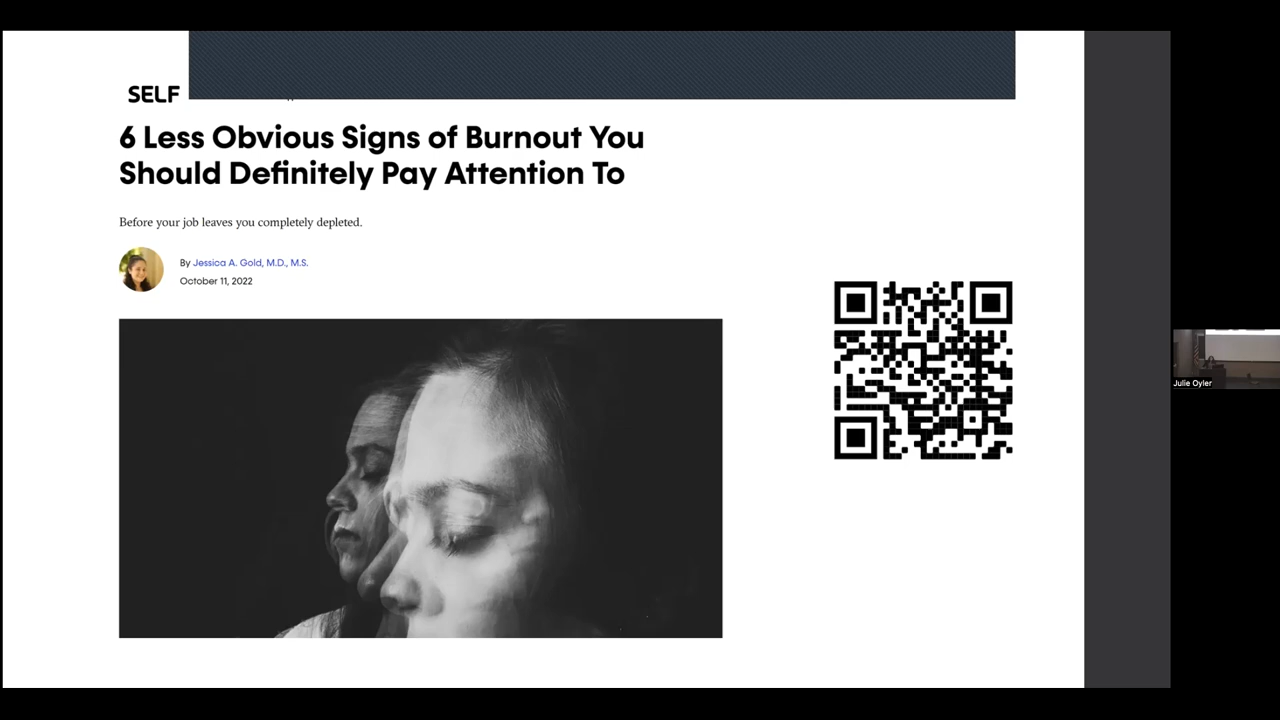 SELF
6 Less Obvious Signs of Burnout You
Should Definitely Pay Attention To
Before your job leaves you completely depleted.
By Jessica A. Gold, M.D., M.S.
October 11, 2022
Julie Oyler